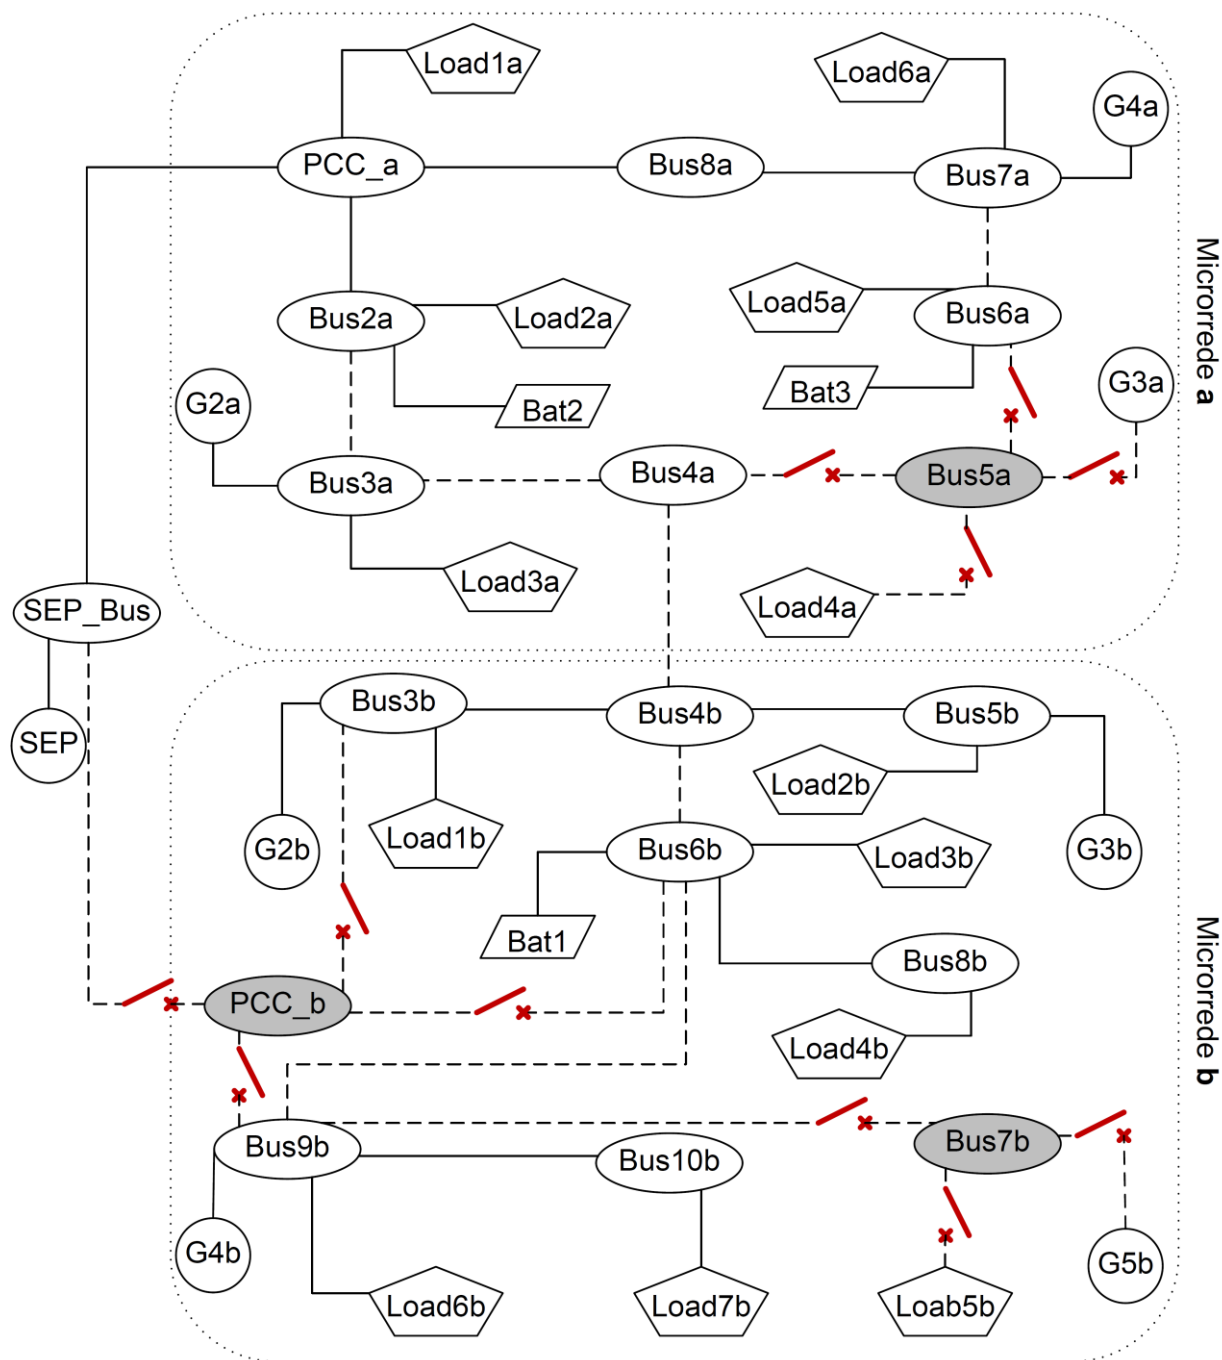 Load1a
Load6a
G4a
PCC_a
Bus8a
Bus7a
Microrrede a
Bus2a
Load2a
Load5a
Bus6a
G2a
Bat2
Bat3
G3a
Bus3a
Bus4a
Bus5a
Load3a
Load4a
SEP_Bus
SEP
Bus3b
Bus4b
Bus5b
Load2b
G2b
Load1b
Bus6b
Load3b
G3b
Bat1
Bus8b
Microrrede b
PCC_b
Load4b
Bus9b
Bus10b
Bus7b
G4b
Load6b
Load7b
Loab5b
G5b